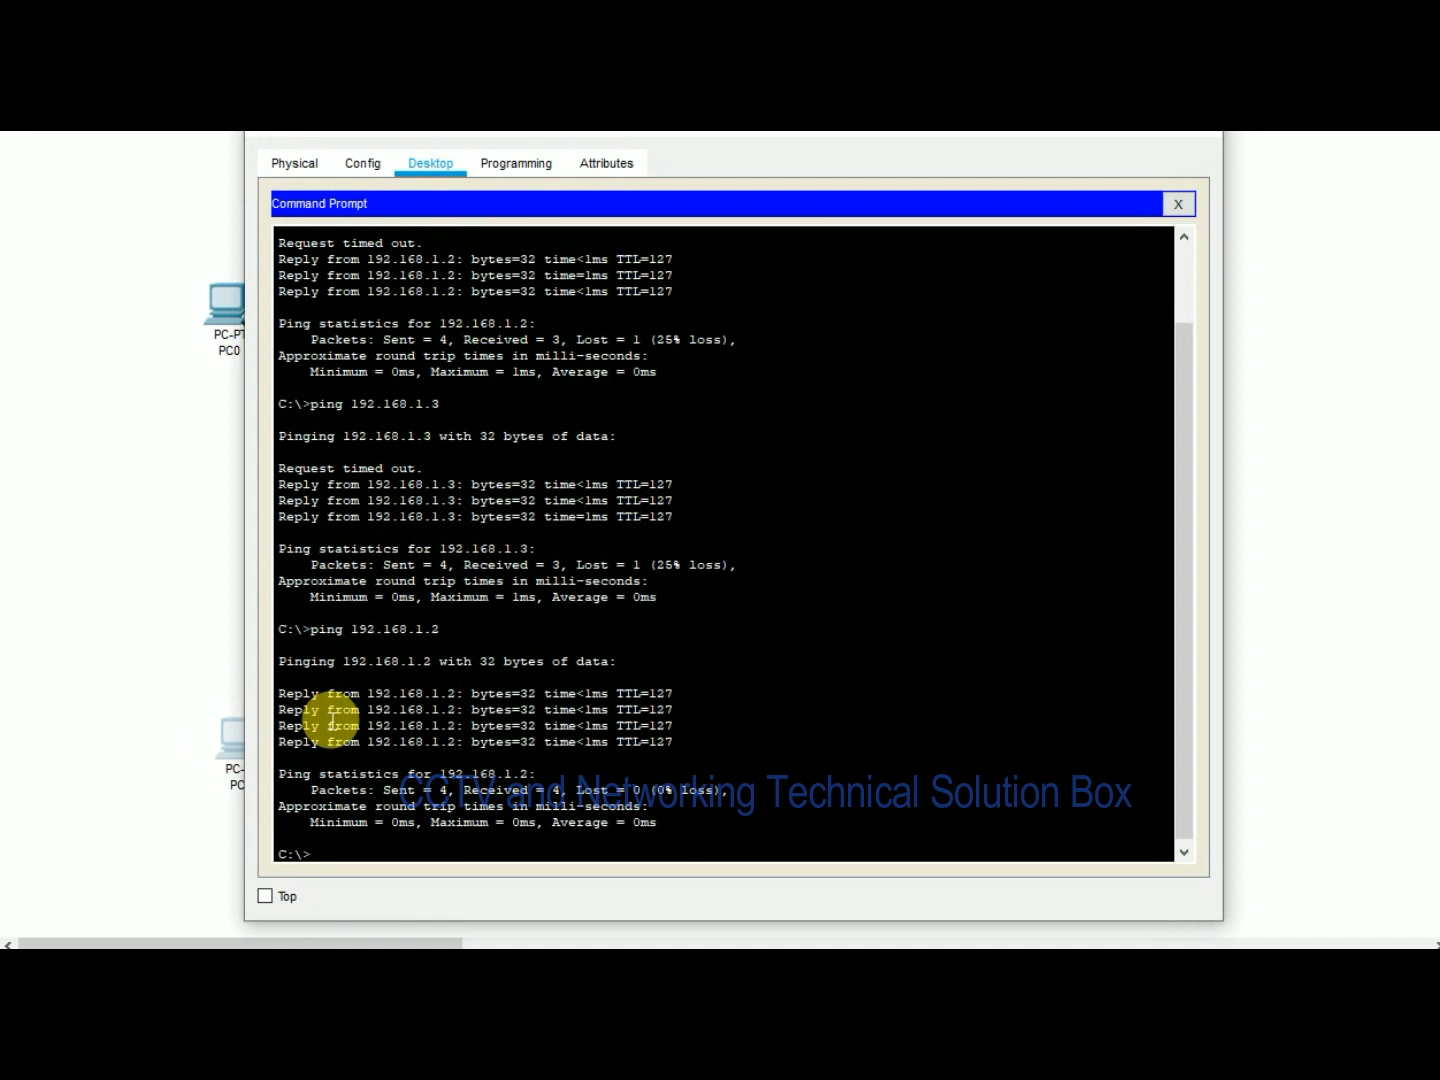 Physical Config Desktop Programming Attributes
Command Prompt X
Request timed out.
Reply from 192.168.1.2: bytes=32 time<1ms TTL=127
Reply from 192.168.1.2: bytes=32 time=1ms TTL=127
Reply from 192.168.1.2: bytes=32 time<1ms TTL=127
Ping statistics for 192.168.1.2:
Packets: Sent = 4, Received = 3, Lost = 1 (25% loss),
Approximate round trip times in milli-seconds:
Minimum = 0ms, Maximum = 1ms, Average = 0ms
C:\>ping 192.168.1.3
Pinging 192.168.1.3 with 32 bytes of data:
Request timed out.
Reply from 192.168.1.3: bytes=32 time<1ms TTL=127
Reply from 192.168.1.3: bytes=32 time<1ms TTL=127
Reply from 192.168.1.3: bytes=32 time=1ms TTL=127
Ping statistics for 192.168.1.3:
Packets: Sent = 4, Received = 3, Lost = 1 (25% loss),
Approximate round trip times in milli-seconds:
Minimum = 0ms, Maximum = 1ms, Average = 0ms
C:\>ping 192.168.1.2
Pinging 192.168.1.2 with 32 bytes of data:
Reply from 192.168.1.2: bytes=32 time<1ms TTL=127
Reply from 192.168.1.2: bytes=32 time<1ms TTL=127
Reply from 192.168.1.2: bytes=32 time<1ms TTL=127
Reply from 192.168.1.2: bytes=32 time<1ms TTL=127
Ping statistics for 192.168.1.2:
Packets: Sent = 4, Received = 4, Lost = 0 (0% loss),
Approximate round trip times in milli-seconds:
Minimum = 0ms, Maximum = 0ms, Average = 0ms
C:\>
CCTV and Networking Technical Solution Box
Top
PC-PT
PC0
PC-
PC